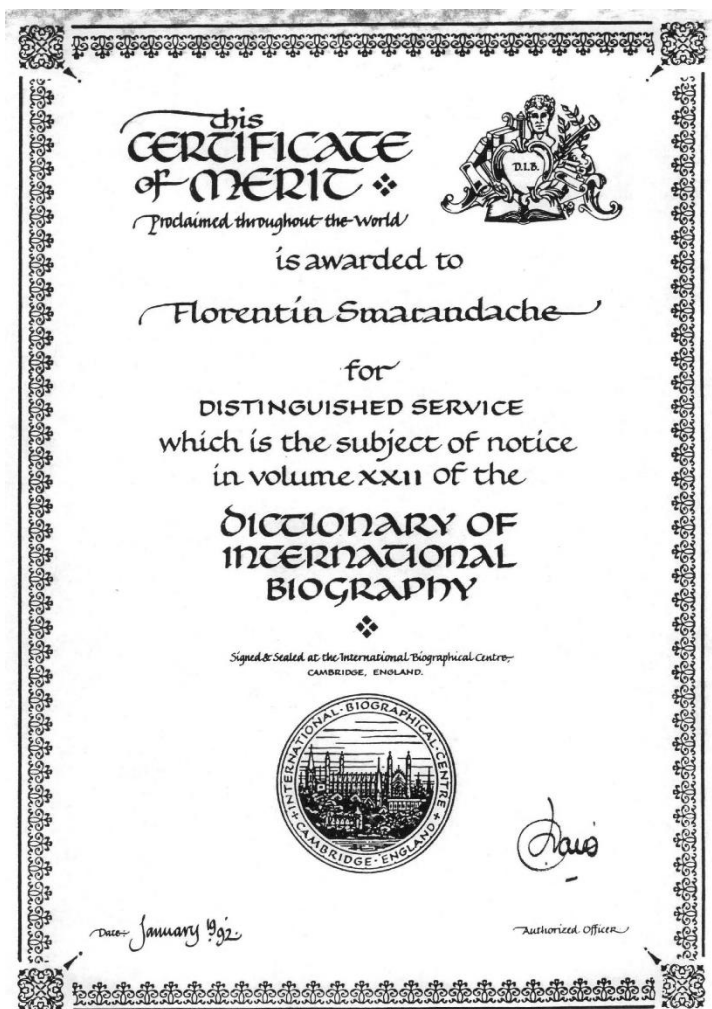 this
CERTIFICATE
of MERIT
Proclaimed throughout the World
D.I.B.
is awarded to
Florentin Smarandache
for
DISTINGUISHED SERVICE
which is the subject of notice
in volume XXII of the
DICTIONARY OF
INTERNATIONAL
BIOGRAPHY
Signed & Sealed at the International Biographical Centre,
CAMBRIDGE, ENGLAND.
INTERNATIONAL·BIOGRAPHICAL·CENTRE
CAMBRIDGE·ENGLAND
Date: January 1992.
Authorized Officer